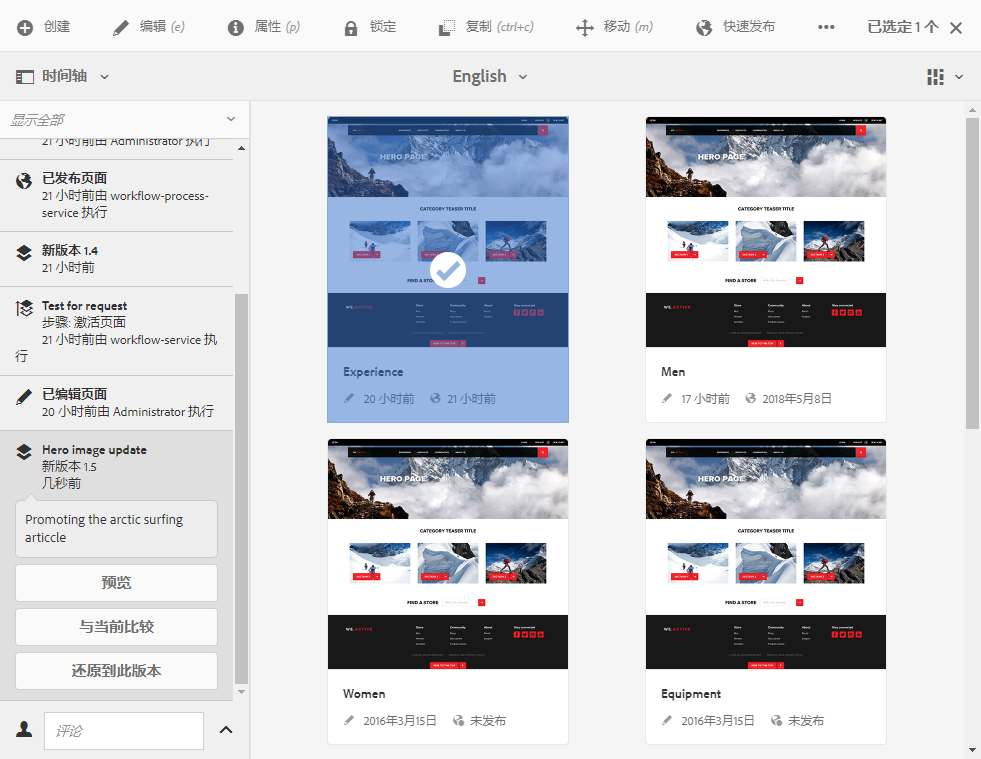 创建
编辑 (e)
属性 (p)
锁定
复制 (ctrl+c)
移动 (m)
快速发布
已选定 1 个
时间轴
English
显示全部
21 小时前由 Administrator 执行
已发布页面
21 小时前由 workflow-process-
service 执行
新版本 1.4
21 小时前
Test for request
步骤: 激活页面
21 小时前由 workflow-service 执
行
已编辑页面
20 小时前由 Administrator 执行
Hero image update
新版本 1.5
几秒前
Promoting the arctic surfing
articcle
预览
与当前比较
还原到此版本
评论
HERO PAGE
CATEGORY TEASER TITLE
FIND A STORE
Experience
20 小时前 21 小时前
HERO PAGE
CATEGORY TEASER TITLE
FIND A STORE
Men
17 小时前 2018年5月8日
HERO PAGE
CATEGORY TEASER TITLE
FIND A STORE
Women
2016年3月15日 未发布
HERO PAGE
CATEGORY TEASER TITLE
FIND A STORE
Equipment
2016年3月15日 未发布